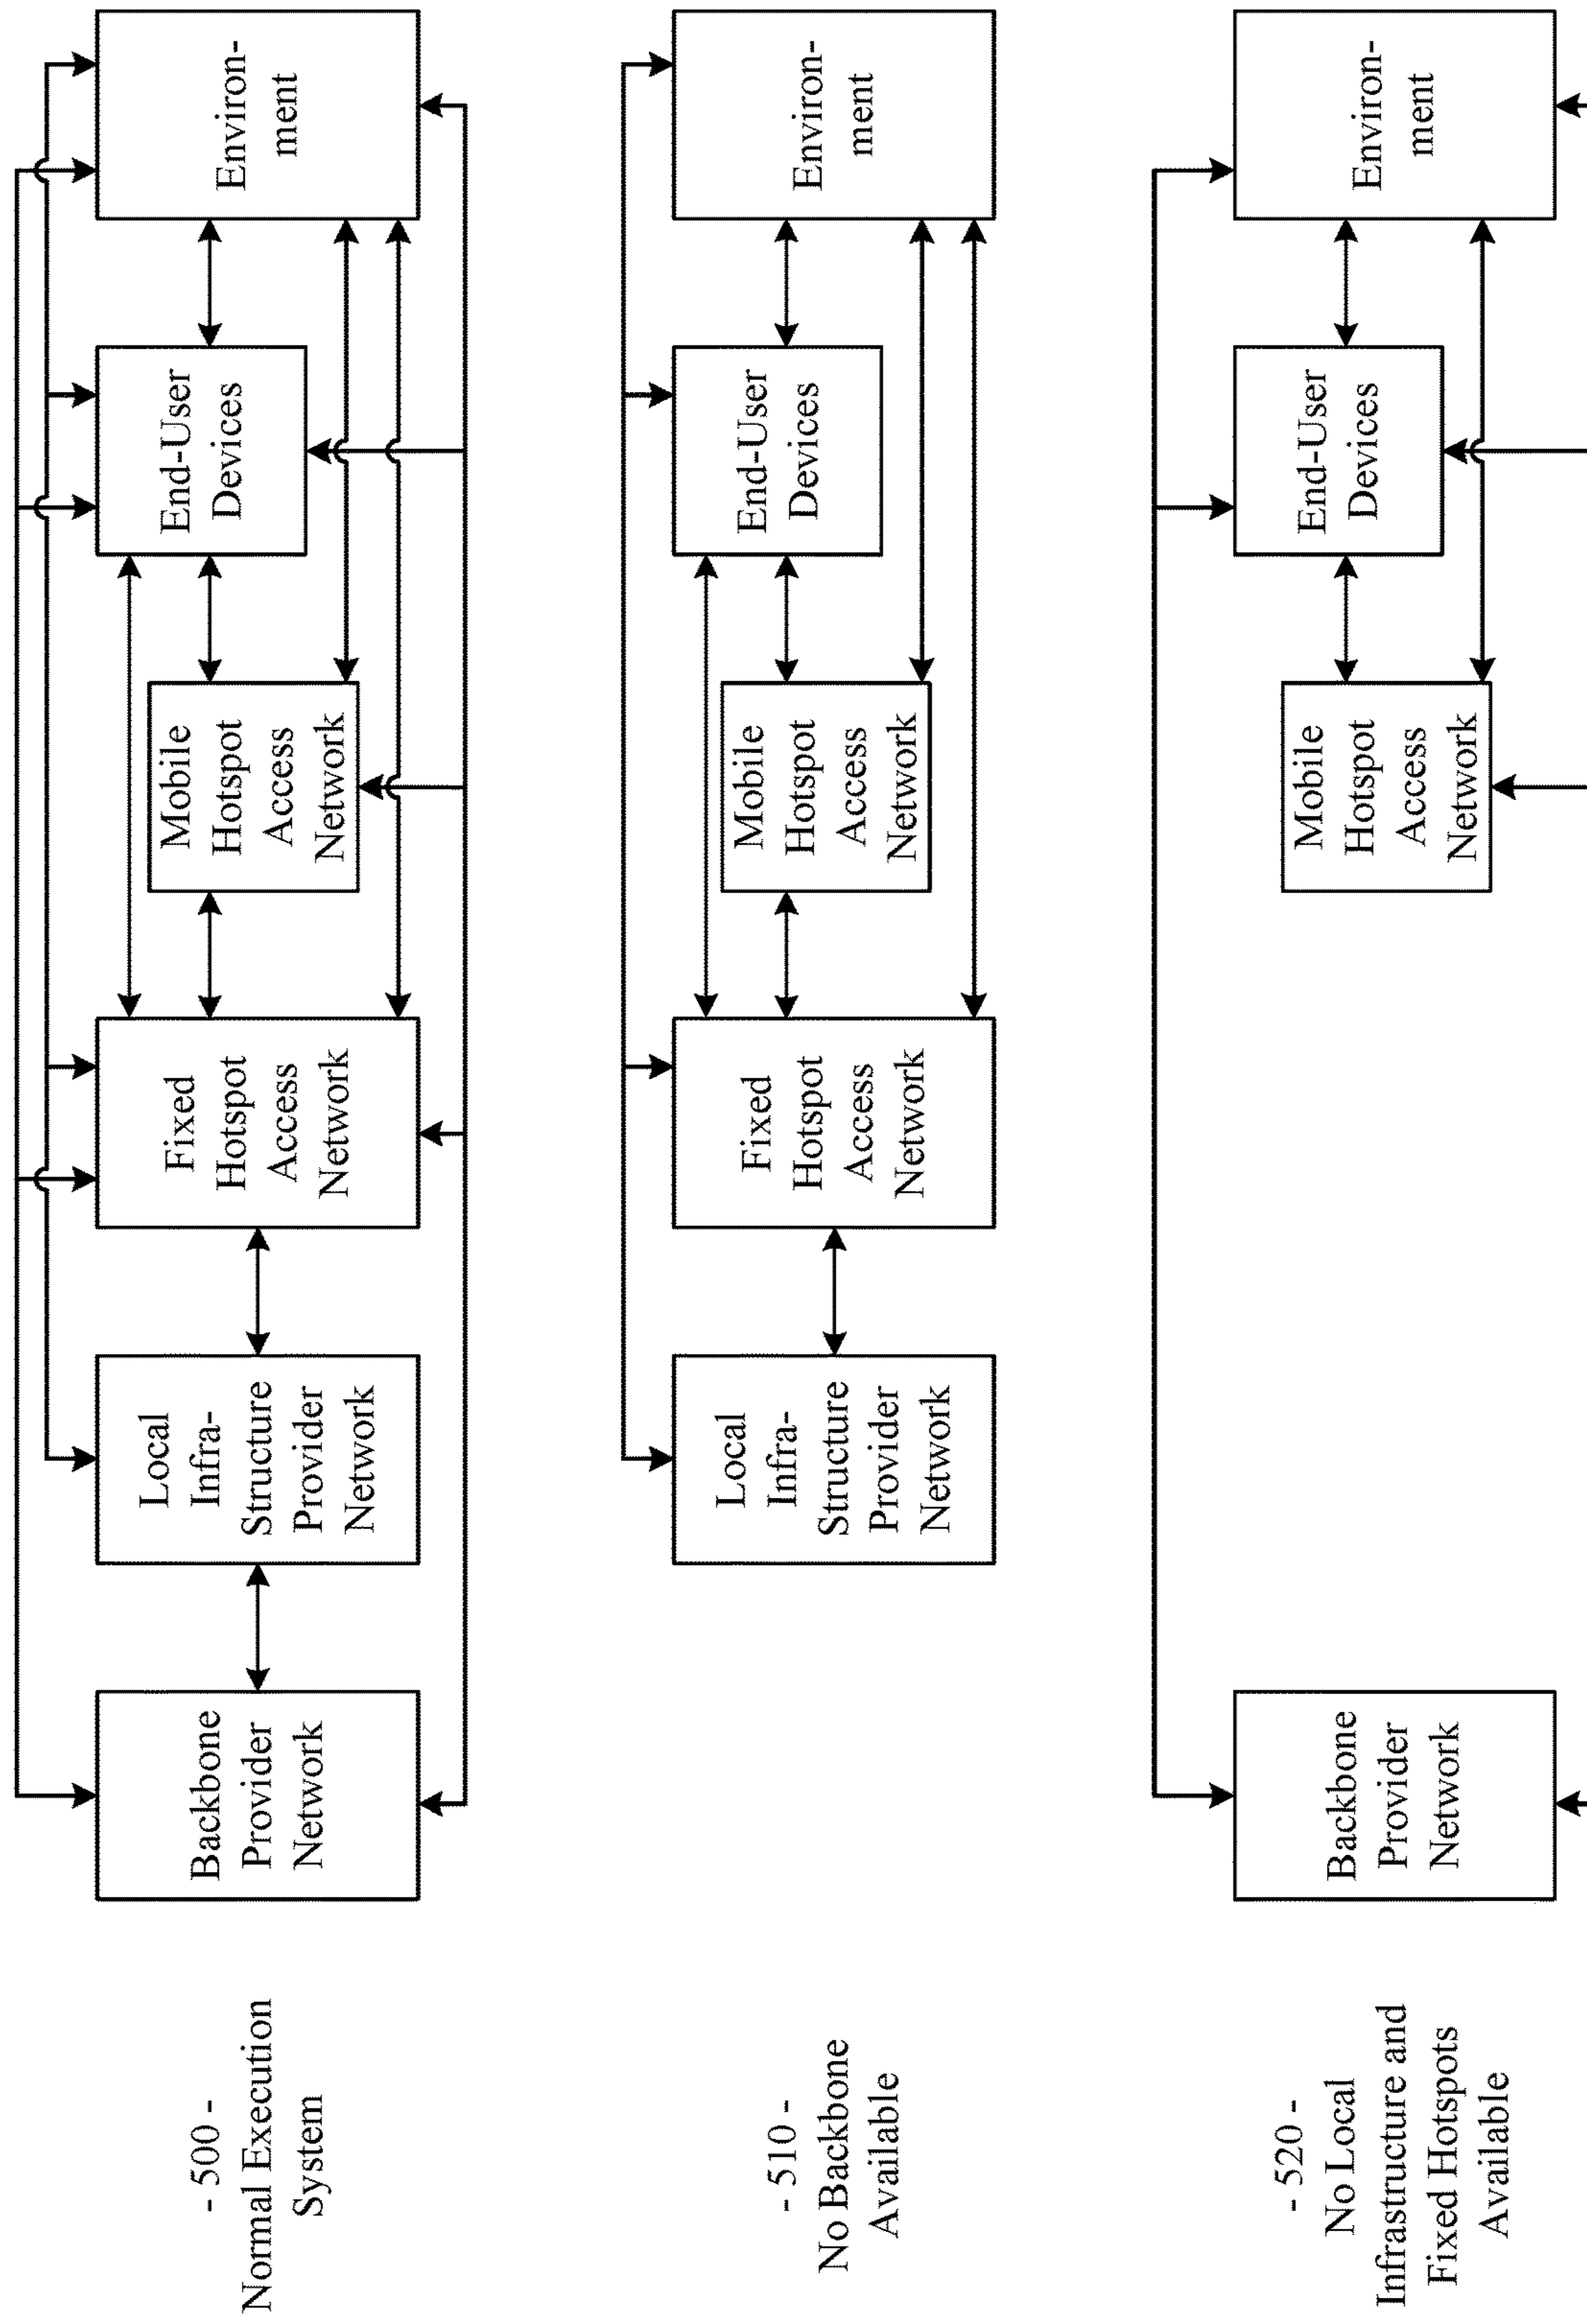 - 500 -
Normal Execution
System
Backbone
Provider
Network
Local
Infra-
Structure
Provider
Network
Fixed
Hotspot
Access
Network
Mobile
Hotspot
Access
Network
End-User
Devices
Environ-
ment
- 510 -
No Backbone
Available
Local
Infra-
Structure
Provider
Network
Fixed
Hotspot
Access
Network
Mobile
Hotspot
Access
Network
End-User
Devices
Environ-
ment
- 520 -
No Local
Infrastructure and
Fixed Hotspots
Available
Backbone
Provider
Network
Mobile
Hotspot
Access
Network
End-User
Devices
Environ-
ment